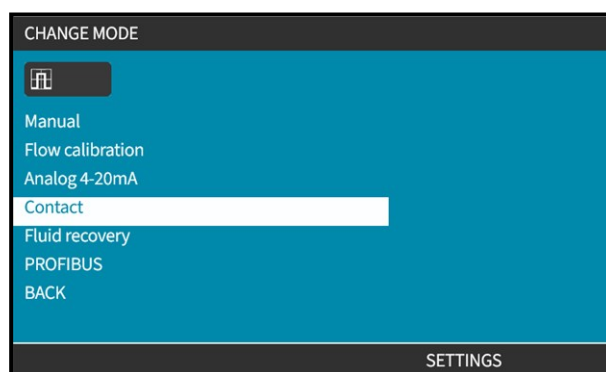 CHANGE MODE
Manual
Flow calibration
Analog 4-20mA
Contact
Fluid recovery
PROFIBUS
BACK
SETTINGS